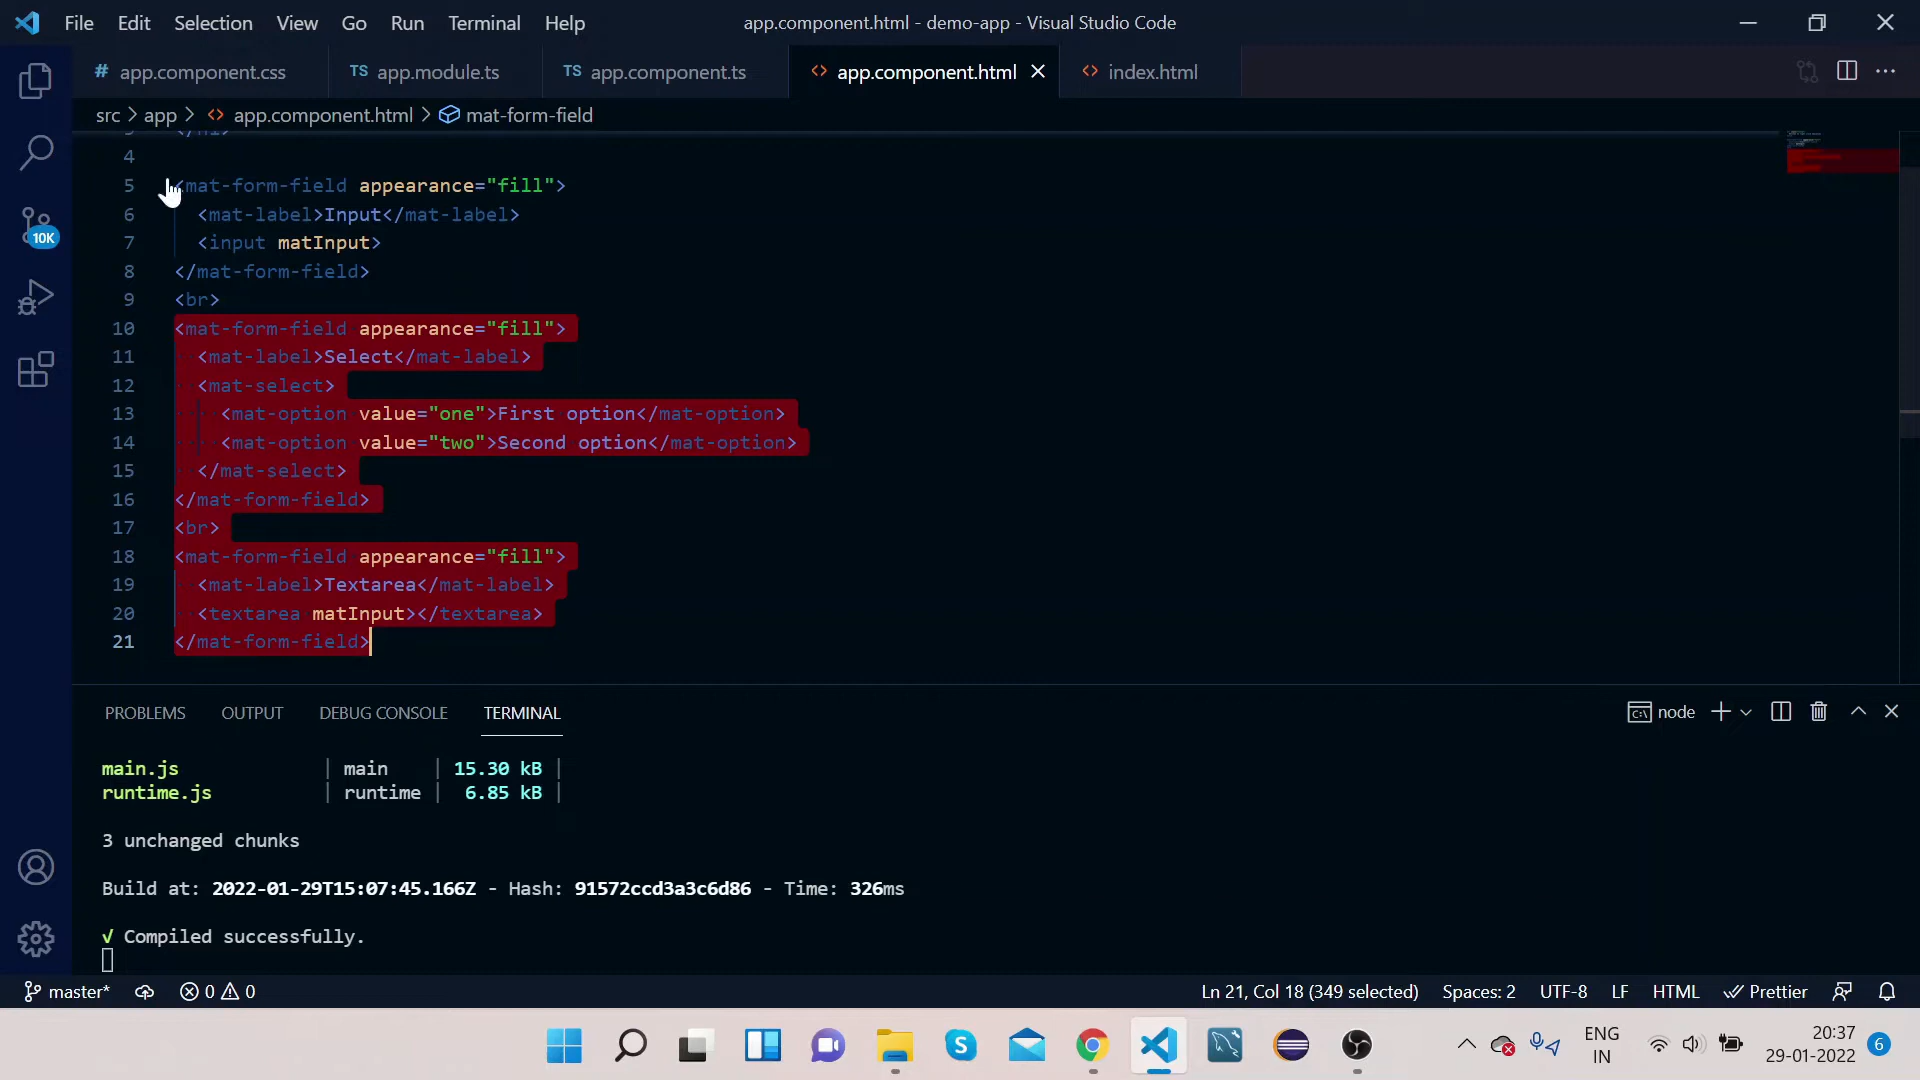 File Edit Selection View Go Run Terminal Help
app.component.html - demo-app - Visual Studio Code
# app.component.css
TS app.module.ts
TS app.component.ts
<> app.component.html
<> index.html
src > app > <> app.component.html > mat-form-field
4
5 <mat-form-field appearance="fill">
6 <mat-label>Input</mat-label>
7 <input matInput>
8 </mat-form-field>
9 <br>
10 <mat-form-field appearance="fill">
11 <mat-label>Select</mat-label>
12 <mat-select>
13 <mat-option value="one">First option</mat-option>
14 <mat-option value="two">Second option</mat-option>
15 </mat-select>
16 </mat-form-field>
17 <br>
18 <mat-form-field appearance="fill">
19 <mat-label>Textarea</mat-label>
20 <textarea matInput></textarea>
21 </mat-form-field>
10K
PROBLEMS OUTPUT DEBUG CONSOLE TERMINAL
node
main.js | main | 15.30 kB |
runtime.js | runtime | 6.85 kB |
3 unchanged chunks
Build at: 2022-01-29T15:07:45.166Z - Hash: 91572ccd3a3c6d86 - Time: 326ms
√ Compiled successfully.
master* 0 0
Ln 21, Col 18 (349 selected) Spaces: 2 UTF-8 LF HTML Prettier
ENG
IN
20:37
29-01-2022
6